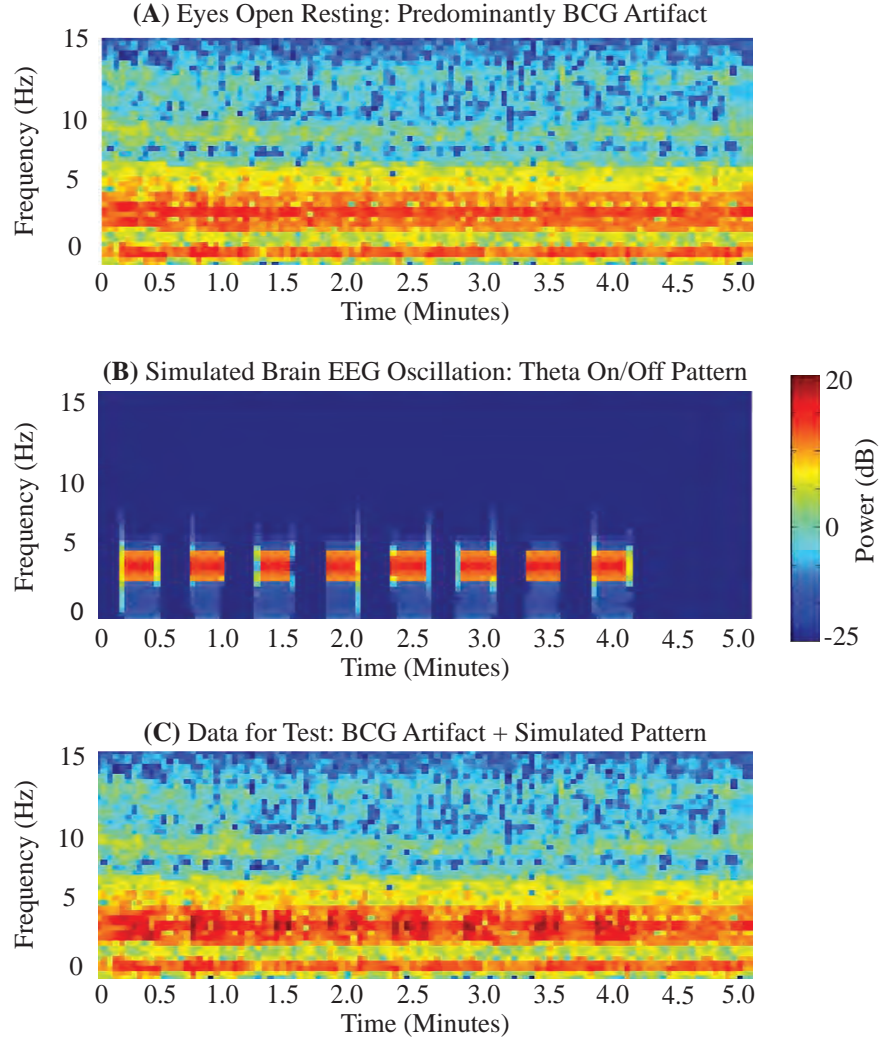 (A) Eyes Open Resting: Predominantly BCG Artifact
15
10
5
0
Frequency (Hz)
0 0.5 1.0 1.5 2.0 2.5 3.0 3.5 4.0 4.5 5.0
Time (Minutes)
(B) Simulated Brain EEG Oscillation: Theta On/Off Pattern
15
10
5
0
Frequency (Hz)
0 0.5 1.0 1.5 2.0 2.5 3.0 3.5 4.0 4.5 5.0
Time (Minutes)
20
0
-25
Power (dB)
(C) Data for Test: BCG Artifact + Simulated Pattern
15
10
5
0
Frequency (Hz)
0 0.5 1.0 1.5 2.0 2.5 3.0 3.5 4.0 4.5 5.0
Time (Minutes)